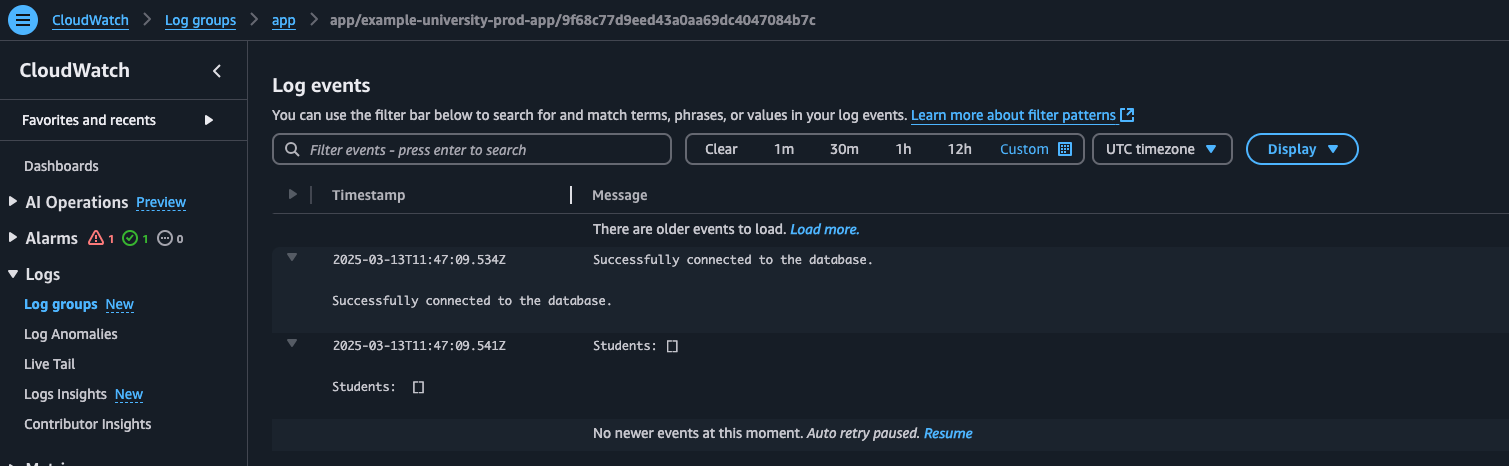 CloudWatch > Log groups > app > app/example-university-prod-app/9f68c77d9eed43a0aa69dc4047084b7c
CloudWatch
Favorites and recents
Dashboards
AI Operations Preview
Alarms 1 1 0
Logs
Log groups New
Log Anomalies
Live Tail
Logs Insights New
Contributor Insights
Log events
You can use the filter bar below to search for and match terms, phrases, or values in your log events. Learn more about filter patterns
Filter events - press enter to search
Clear 1m 30m 1h 12h Custom UTC timezone Display
Timestamp Message
There are older events to load. Load more.
2025-03-13T11:47:09.534Z Successfully connected to the database.
Successfully connected to the database.
2025-03-13T11:47:09.541Z Students: []
Students: []
No newer events at this moment. Auto retry paused. Resume